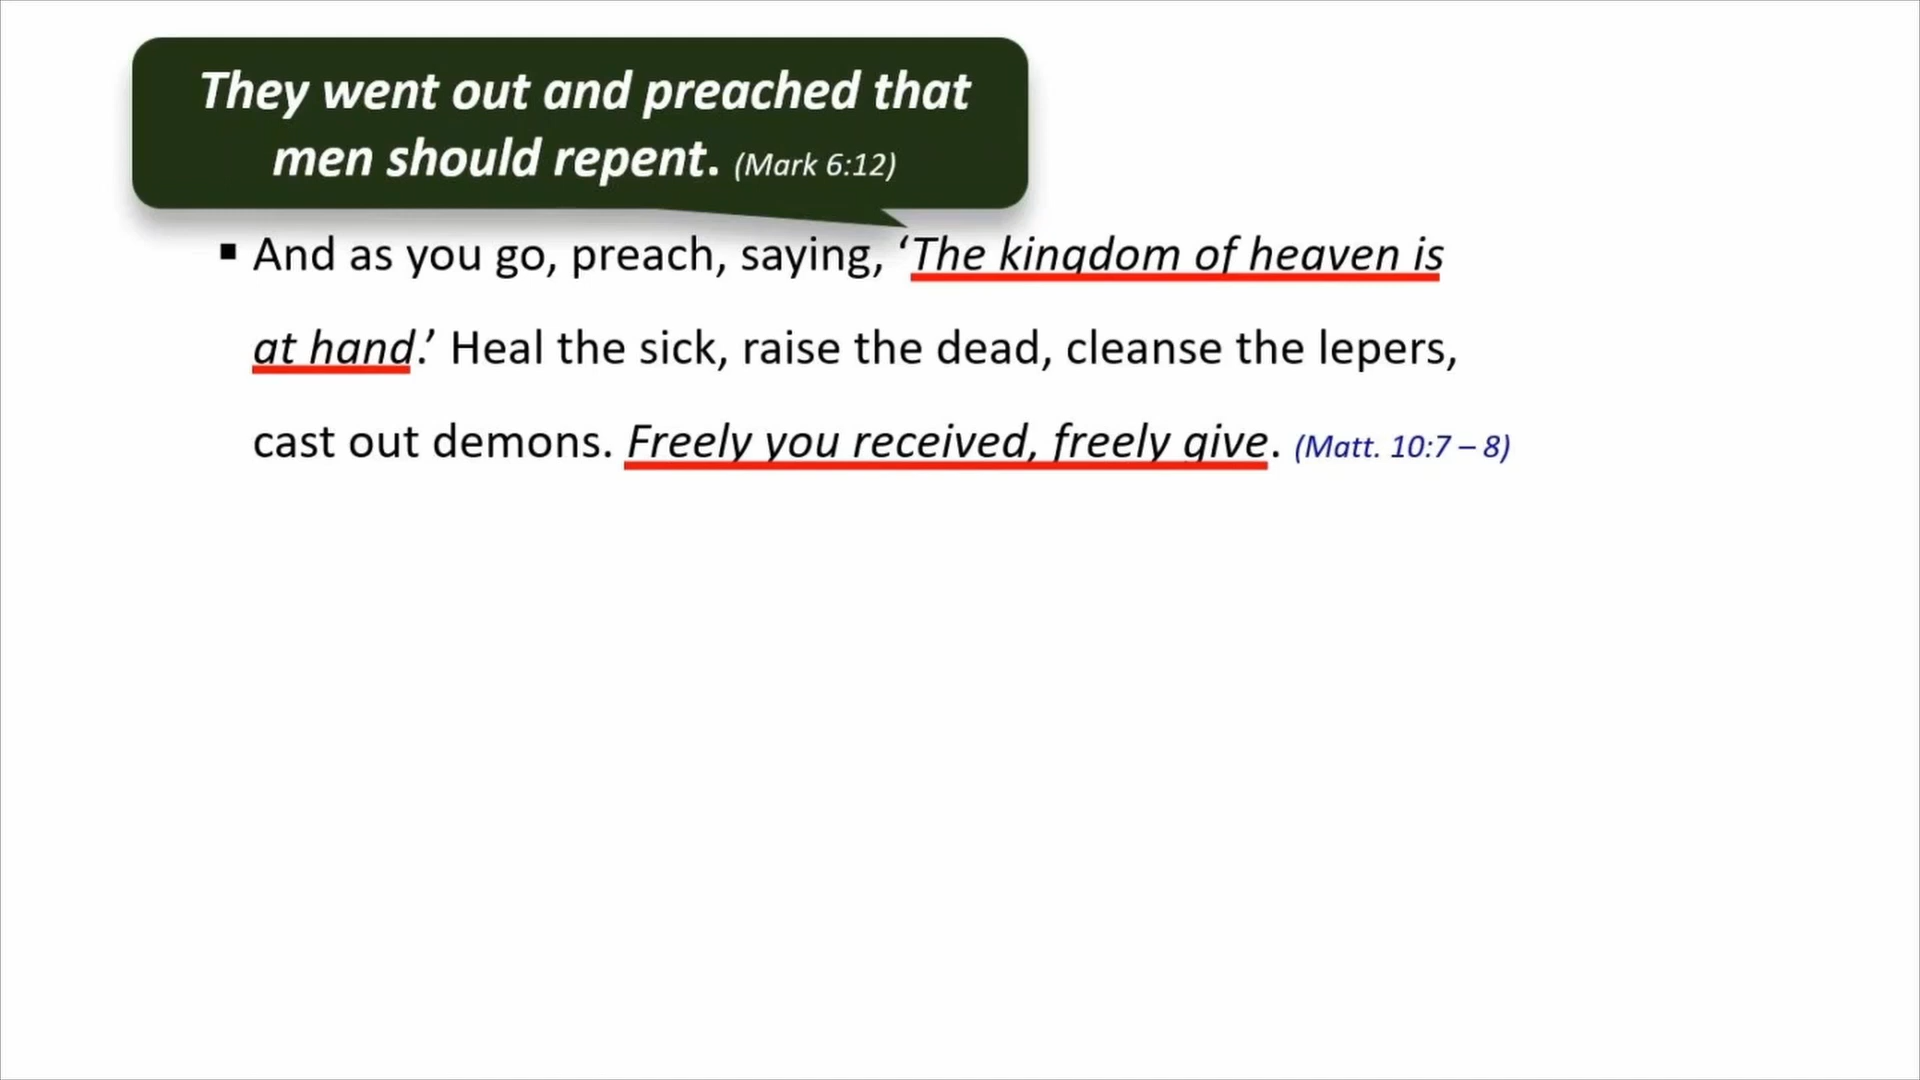 They went out and preached that
men should repent. (Mark 6:12)
▪ And as you go, preach, saying, ‘The kingdom of heaven is
at hand.’ Heal the sick, raise the dead, cleanse the lepers,
cast out demons. Freely you received, freely give. (Matt. 10:7 – 8)